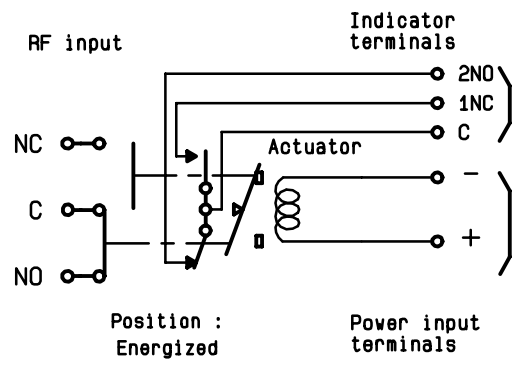 RF input
Indicator
terminals
2NO
1NC
C
NC
Actuator
C
−
+
NO
Position :
Energized
Power input
terminals